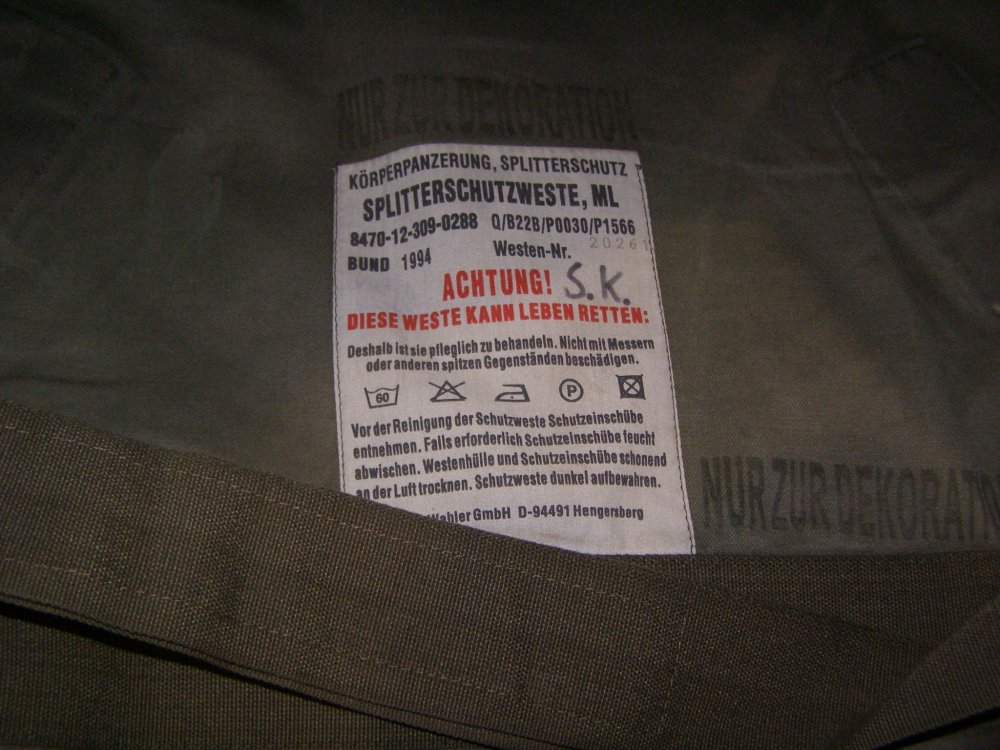 NUR ZUR DEKORATION
KÖRPERPANZERUNG, SPLITTERSCHUTZ
SPLITTERSCHUTZWESTE, ML
8470-12-309-0288 Q/B22B/P0030/P1566
Westen-Nr. 20261
BUND 1994
ACHTUNG! S.K.
DIESE WESTE KANN LEBEN RETTEN:
Deshalb ist sie pfleglich zu behandeln. Nicht mit Messern
oder anderen spitzen Gegenständen beschädigen.
60 P
Vor der Reinigung der Schutzweste Schutzeinschübe
entnehmen. Falls erforderlich Schutzeinschübe feucht
abwischen. Westenhülle und Schutzeinschübe schonend
an der Luft trocknen. Schutzweste dunkel aufbewahren.
Wahler GmbH D-94491 Hengersberg
NUR ZUR DEKORATI